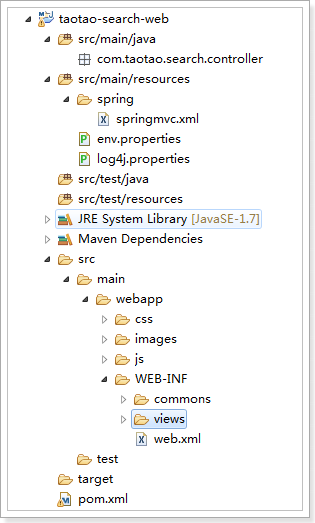 taotao-search-web
src/main/java
com.taotao.search.controller
src/main/resources
spring
springmvc.xml
env.properties
log4j.properties
src/test/java
src/test/resources
JRE System Library [JavaSE-1.7]
Maven Dependencies
src
main
webapp
css
images
js
WEB-INF
commons
views
web.xml
test
target
pom.xml